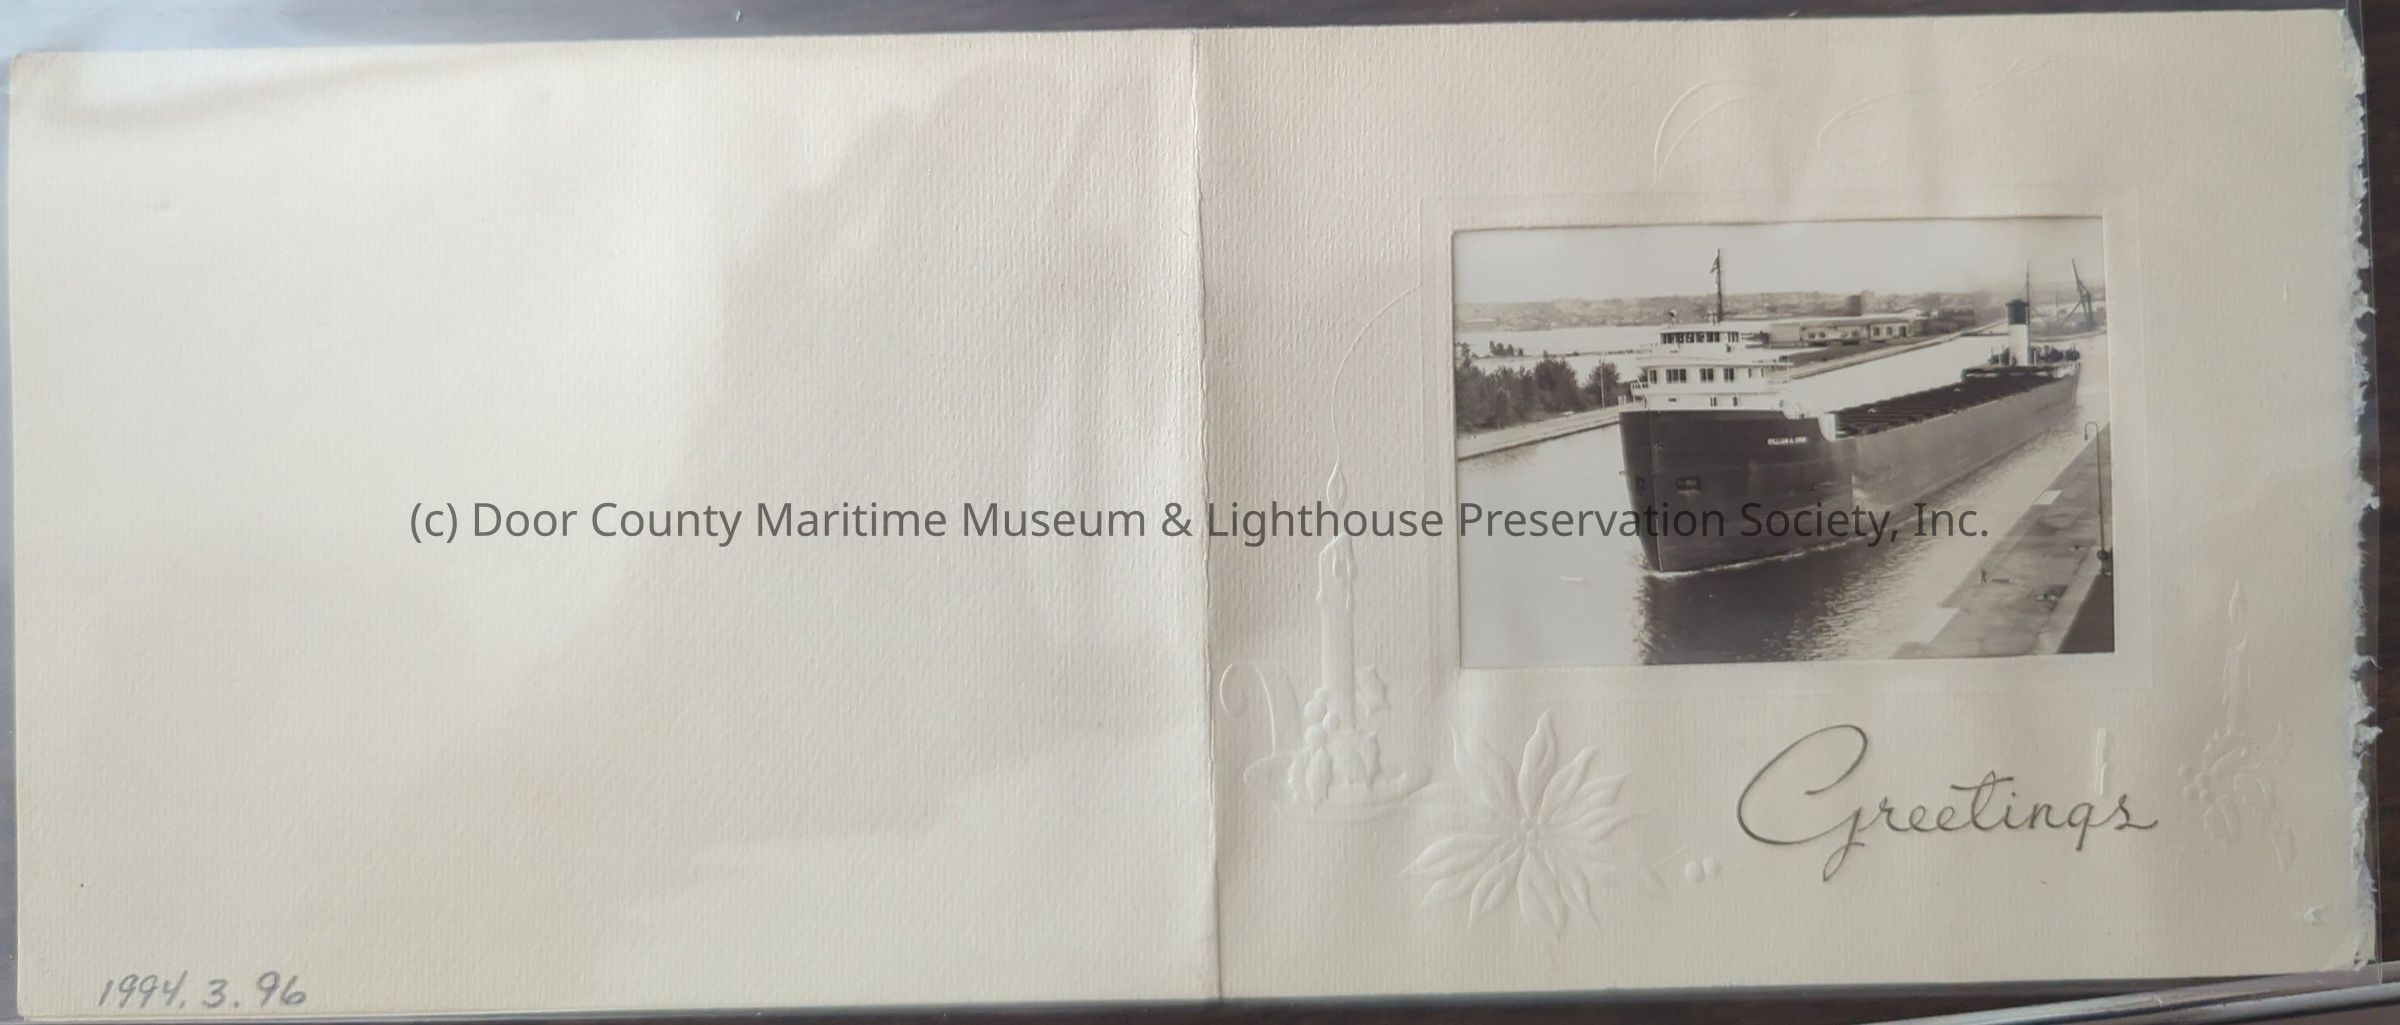 (c) Door County Maritime Museum & Lighthouse Preservation Society, Inc.
Greetings
1994.3.96